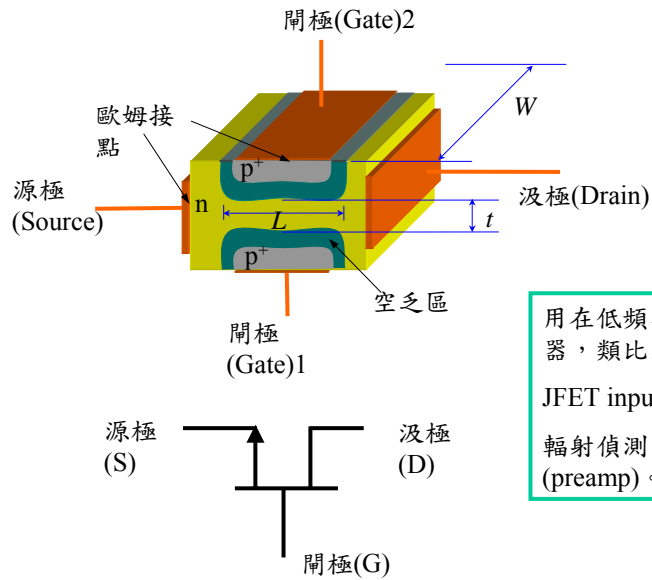 閘極(Gate)2
W
歐姆接
點
p+
源極
(Source)
n
L
t
汲極(Drain)
p+
空乏區
閘極
(Gate)1
用在低頻
器，類比
JFET inpu
輻射偵測
(preamp)。
源極
(S)
汲極
(D)
閘極(G)